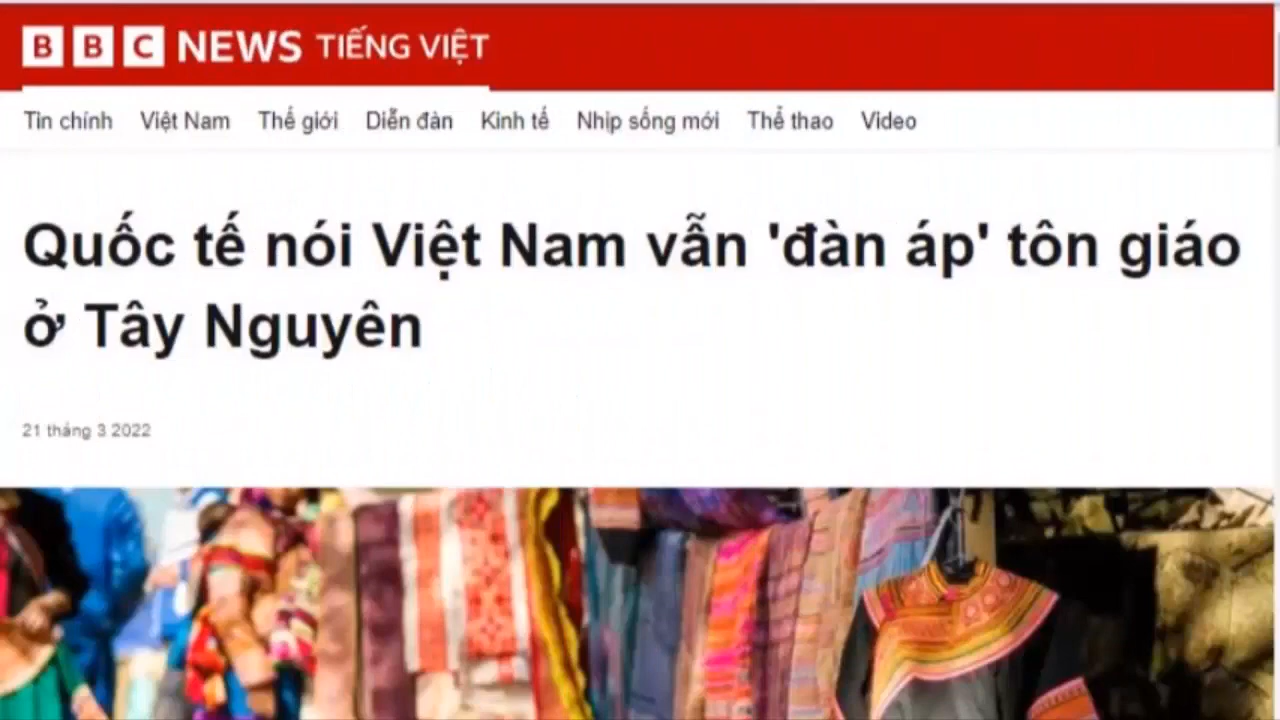 BBC NEWS TIẾNG VIỆT
Tin chính Việt Nam Thế giới Diễn đàn Kinh tế Nhịp sống mới Thể thao Video
Quốc tế nói Việt Nam vẫn 'đàn áp' tôn giáo
ở Tây Nguyên
21 tháng 3 2022